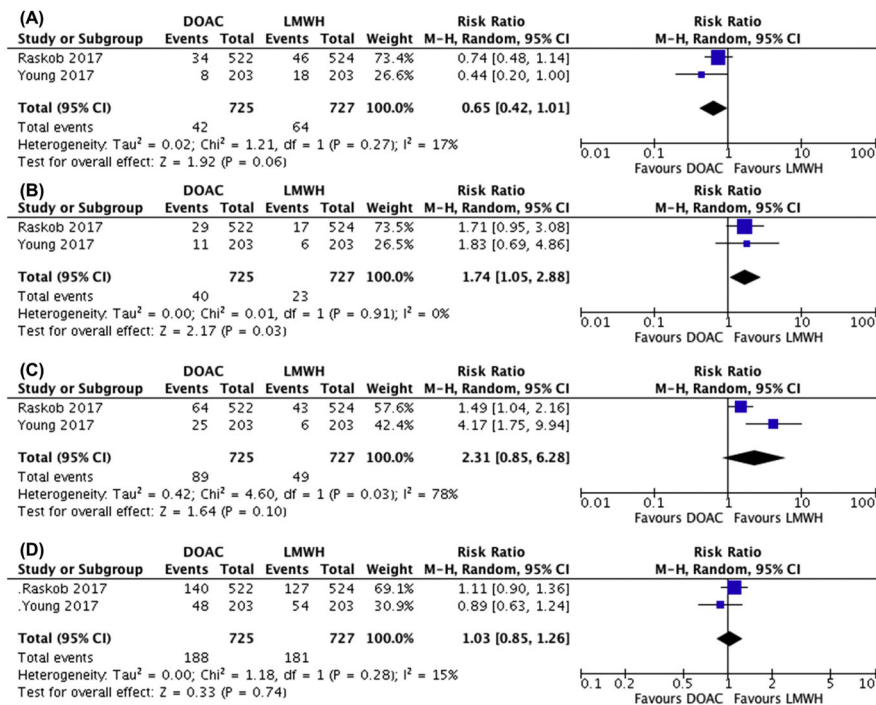 (A) DOAC LMWH Risk Ratio Risk Ratio
Study or Subgroup Events Total Events Total Weight M-H, Random, 95% CI M-H, Random, 95% CI
Raskob 2017 34 522 46 524 73.4% 0.74 [0.48, 1.14]
Young 2017 8 203 18 203 26.6% 0.44 [0.20, 1.00]
Total (95% CI) 725 727 100.0% 0.65 [0.42, 1.01]
Total events 42 64
Heterogeneity: Tau² = 0.02; Chi² = 1.21, df = 1 (P = 0.27); I² = 17%
Test for overall effect: Z = 1.92 (P = 0.06)
0.01 0.1 1 10 100
Favours DOAC Favours LMWH
(B) DOAC LMWH Risk Ratio Risk Ratio
Study or Subgroup Events Total Events Total Weight M-H, Random, 95% CI M-H, Random, 95% CI
Raskob 2017 29 522 17 524 73.5% 1.71 [0.95, 3.08]
Young 2017 11 203 6 203 26.5% 1.83 [0.69, 4.86]
Total (95% CI) 725 727 100.0% 1.74 [1.05, 2.88]
Total events 40 23
Heterogeneity: Tau² = 0.00; Chi² = 0.01, df = 1 (P = 0.91); I² = 0%
Test for overall effect: Z = 2.17 (P = 0.03)
0.01 0.1 1 10 100
Favours DOAC Favours LMWH
(C) DOAC LMWH Risk Ratio Risk Ratio
Study or Subgroup Events Total Events Total Weight M-H, Random, 95% CI M-H, Random, 95% CI
Raskob 2017 64 522 43 524 57.6% 1.49 [1.04, 2.16]
Young 2017 25 203 6 203 42.4% 4.17 [1.75, 9.94]
Total (95% CI) 725 727 100.0% 2.31 [0.85, 6.28]
Total events 89 49
Heterogeneity: Tau² = 0.42; Chi² = 4.60, df = 1 (P = 0.03); I² = 78%
Test for overall effect: Z = 1.64 (P = 0.10)
0.01 0.1 1 10 100
Favours DOAC Favours LMWH
(D) DOAC LMWH Risk Ratio Risk Ratio
Study or Subgroup Events Total Events Total Weight M-H, Random, 95% CI M-H, Random, 95% CI
.Raskob 2017 140 522 127 524 69.1% 1.11 [0.90, 1.36]
.Young 2017 48 203 54 203 30.9% 0.89 [0.63, 1.24]
Total (95% CI) 725 727 100.0% 1.03 [0.85, 1.26]
Total events 188 181
Heterogeneity: Tau² = 0.00; Chi² = 1.18, df = 1 (P = 0.28); I² = 15%
Test for overall effect: Z = 0.33 (P = 0.74)
0.1 0.2 0.5 1 2 5 10
Favours DOAC Favours LMWH